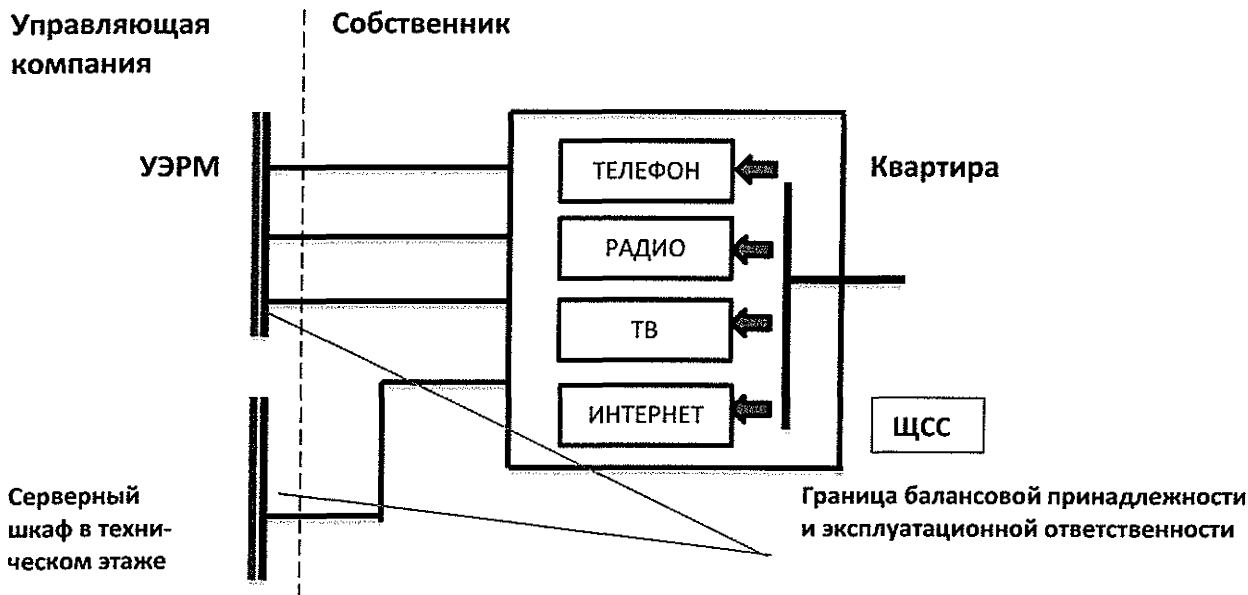 Управляющая
компания
Собственник
УЭРМ
ТЕЛЕФОН
Квартира
РАДИО
ТВ
ИНТЕРНЕТ
ЩСС
Серверный
шкаф в техни-
ческом этаже
Граница балансовой принадлежности
и эксплуатационной ответственности